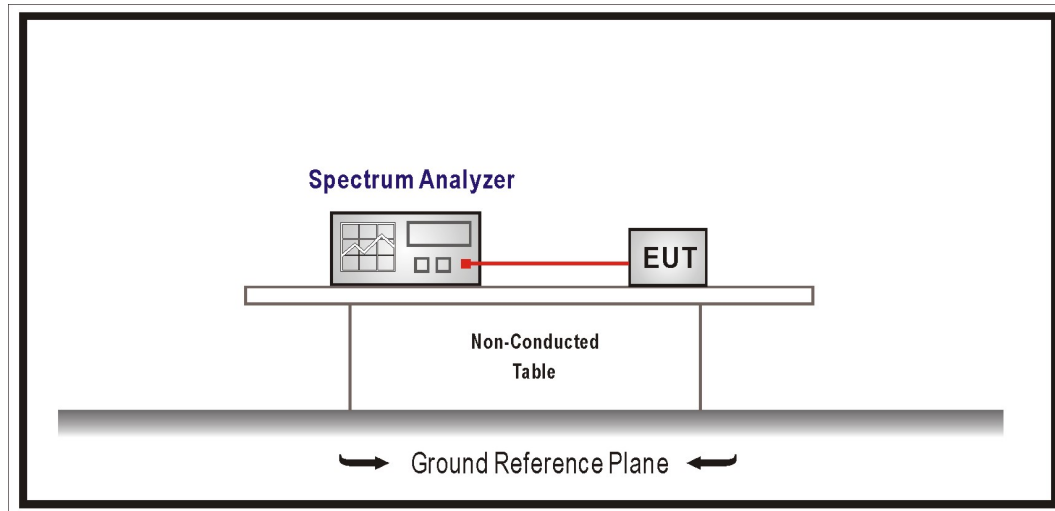 Spectrum Analyzer
EUT
Non-Conducted
Table
Ground Reference Plane